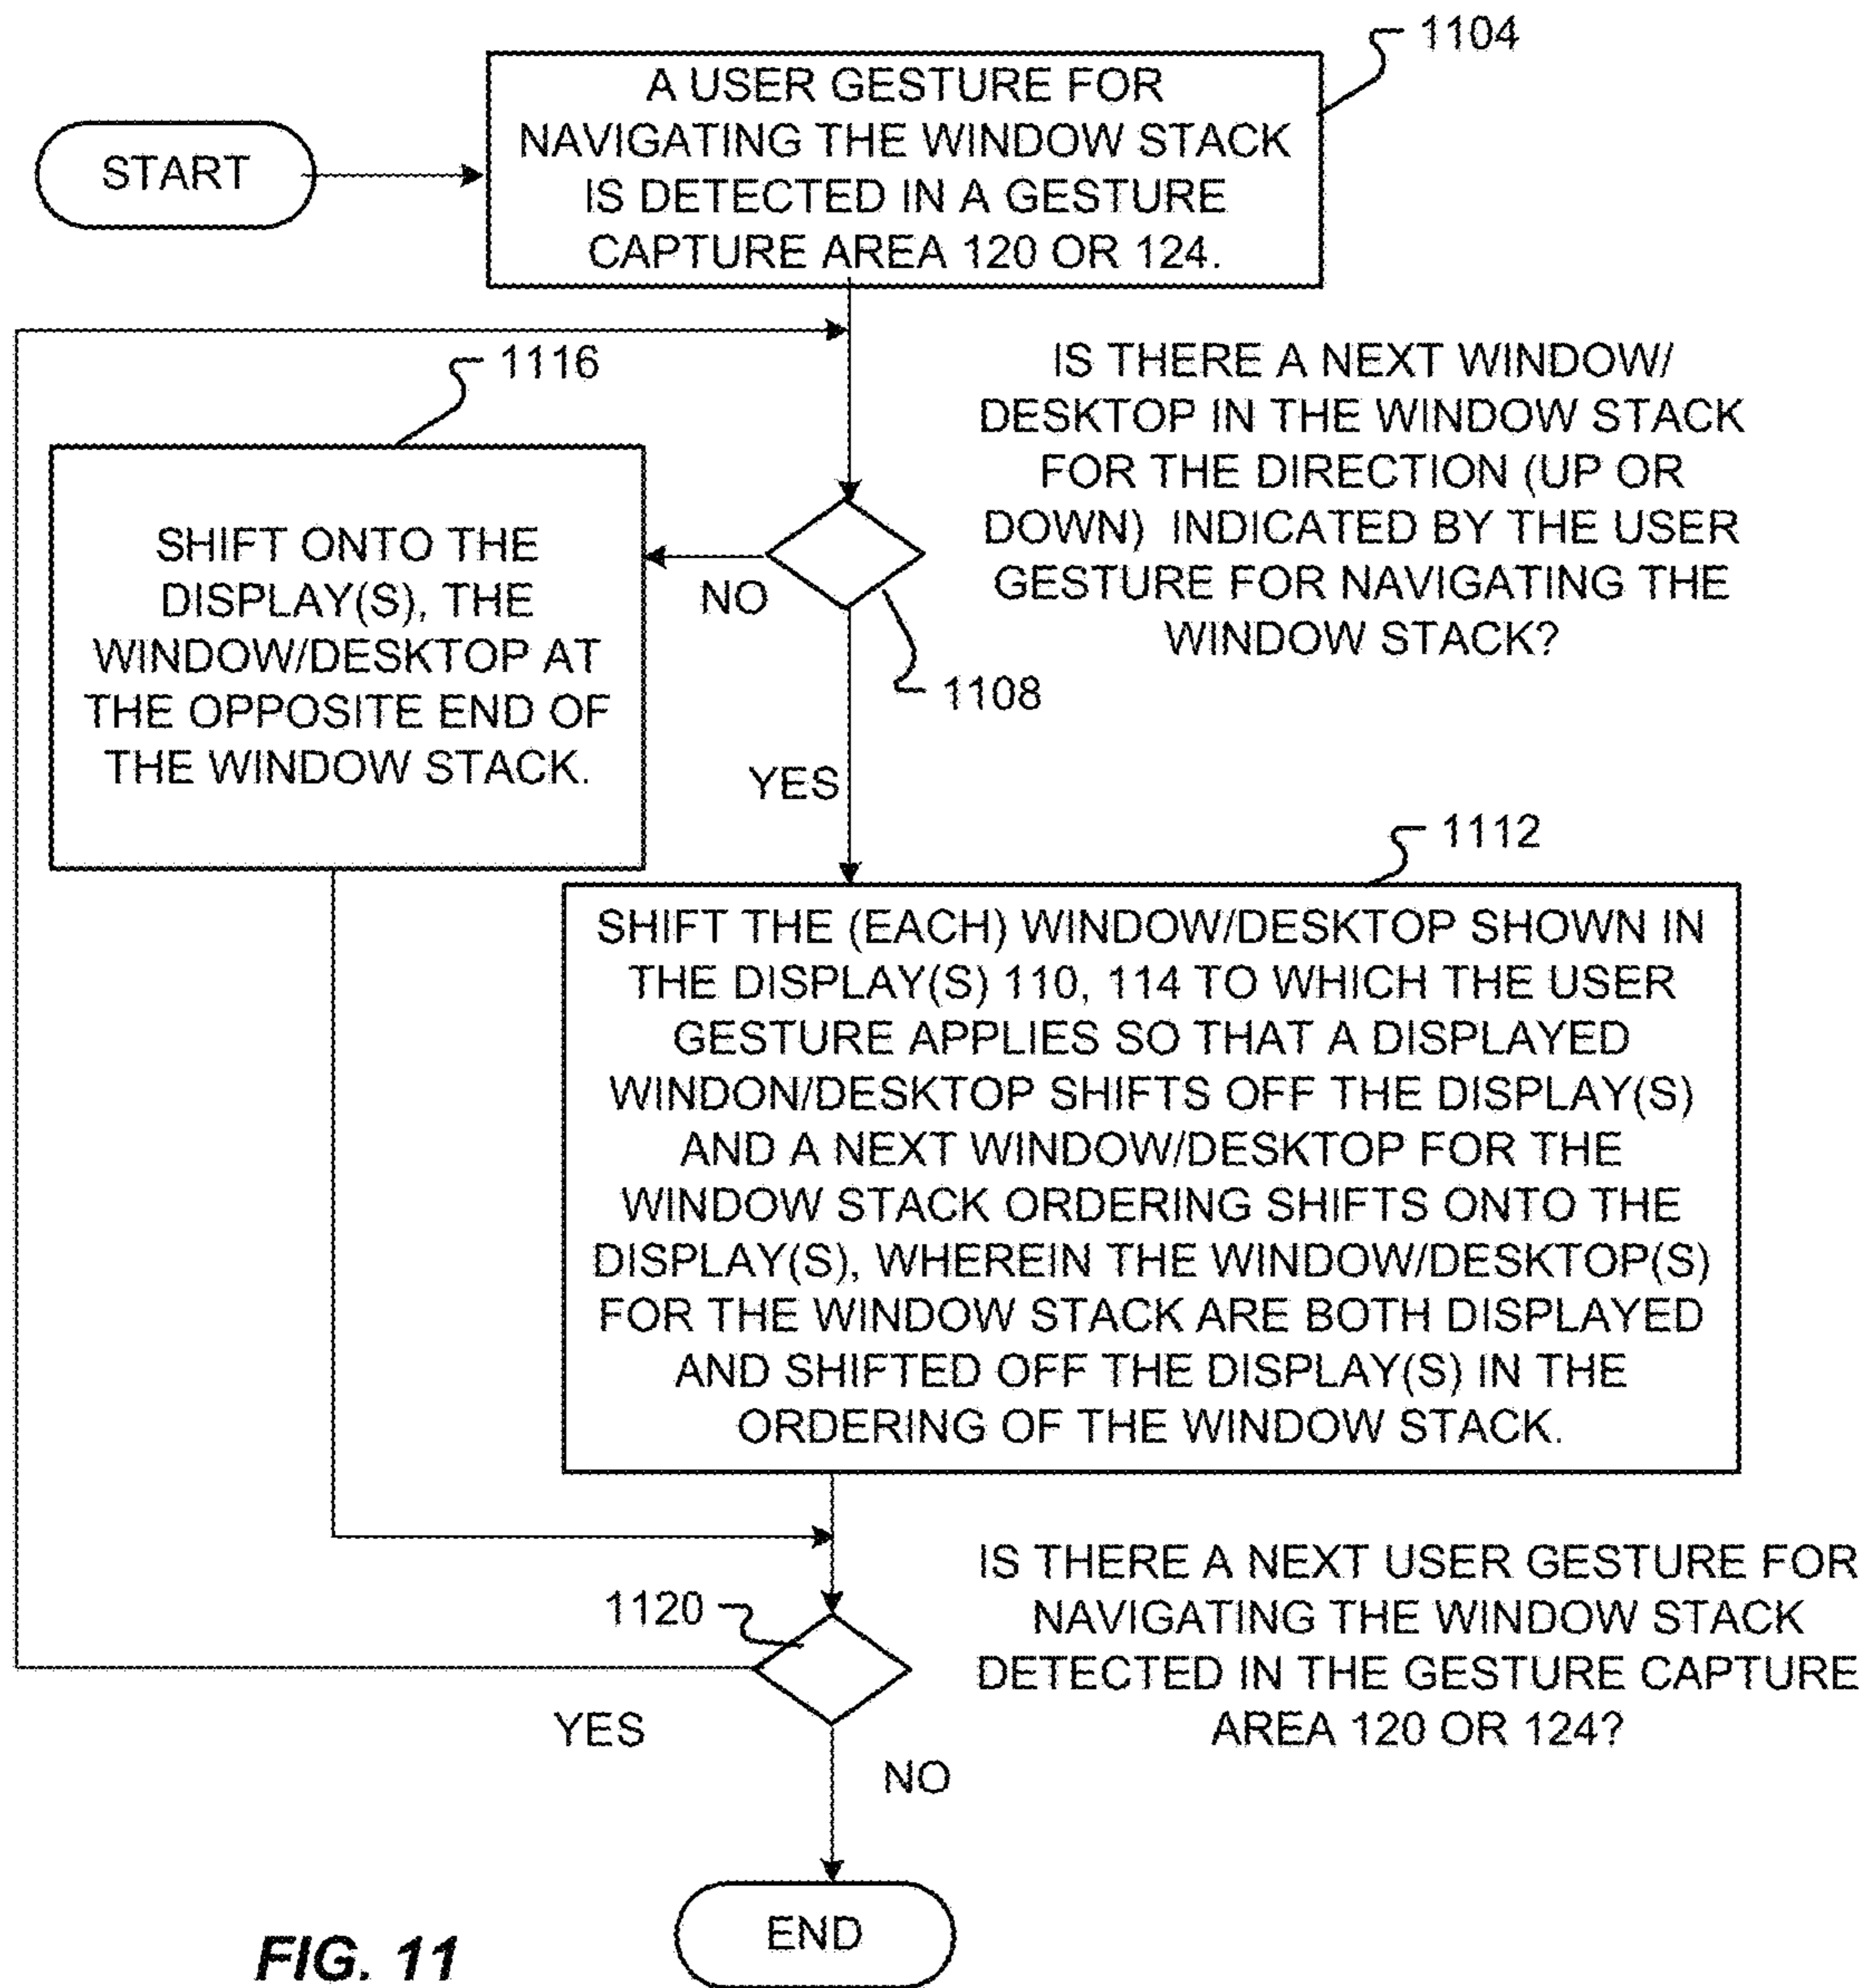 1104
A USER GESTURE FOR
NAVIGATING THE WINDOW STACK
IS DETECTED IN A GESTURE
CAPTURE AREA 120 OR 124.
START
1116
IS THERE A NEXT WINDOW/
DESKTOP IN THE WINDOW STACK
FOR THE DIRECTION (UP OR
DOWN) INDICATED BY THE USER
GESTURE FOR NAVIGATING THE
WINDOW STACK?
SHIFT ONTO THE
DISPLAY(S), THE
WINDOW/DESKTOP AT
THE OPPOSITE END OF
THE WINDOW STACK.
NO
1108
YES
1112
SHIFT THE (EACH) WINDOW/DESKTOP SHOWN IN
THE DISPLAY(S) 110, 114 TO WHICH THE USER
GESTURE APPLIES SO THAT A DISPLAYED
WINDON/DESKTOP SHIFTS OFF THE DISPLAY(S)
AND A NEXT WINDOW/DESKTOP FOR THE
WINDOW STACK ORDERING SHIFTS ONTO THE
DISPLAY(S), WHEREIN THE WINDOW/DESKTOP(S)
FOR THE WINDOW STACK ARE BOTH DISPLAYED
AND SHIFTED OFF THE DISPLAY(S) IN THE
ORDERING OF THE WINDOW STACK.
1120
IS THERE A NEXT USER GESTURE FOR
NAVIGATING THE WINDOW STACK
DETECTED IN THE GESTURE CAPTURE
AREA 120 OR 124?
YES
NO
END
FIG. 11